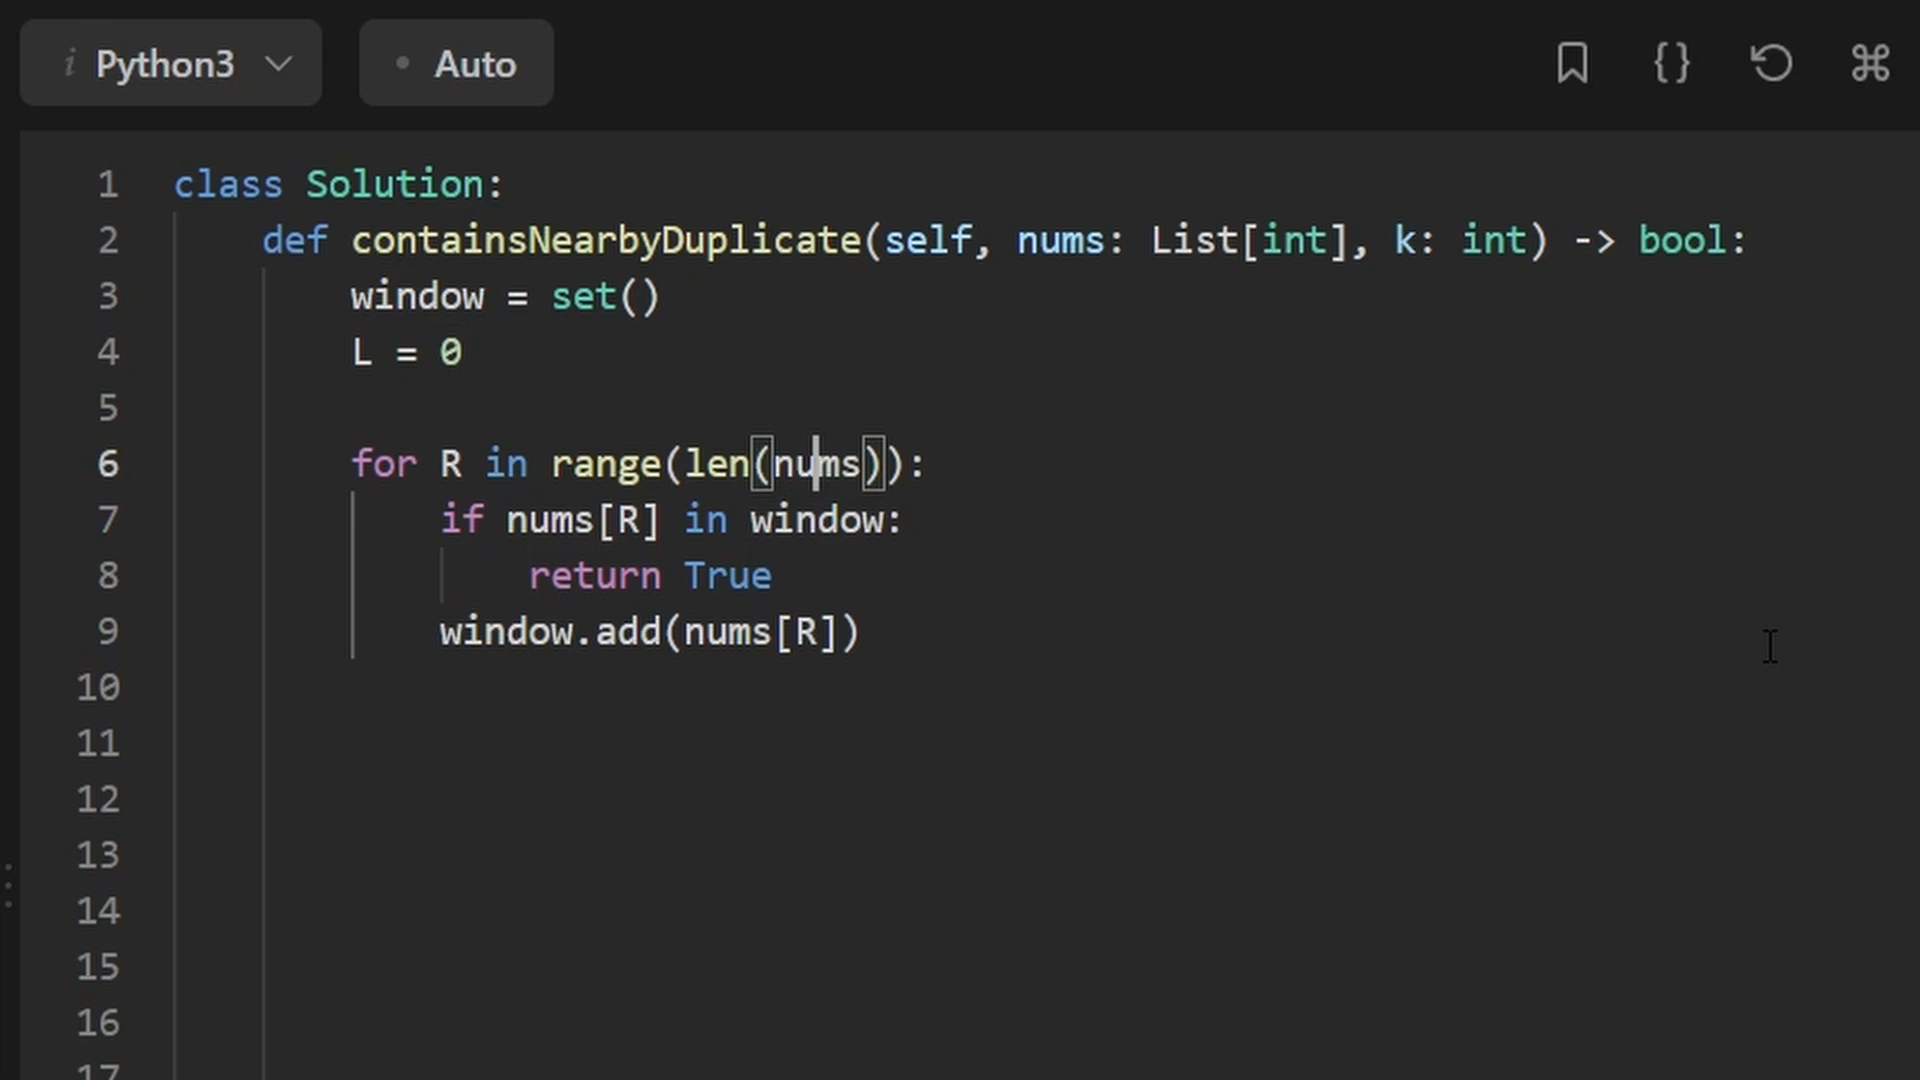 i Python3 Auto {}
1 class Solution:
2 def containsNearbyDuplicate(self, nums: List[int], k: int) -> bool:
3 window = set()
4 L = 0
5
6 for R in range(len(nums)):
7 if nums[R] in window:
8 return True
9 window.add(nums[R])
10
11
12
13
14
15
16
17